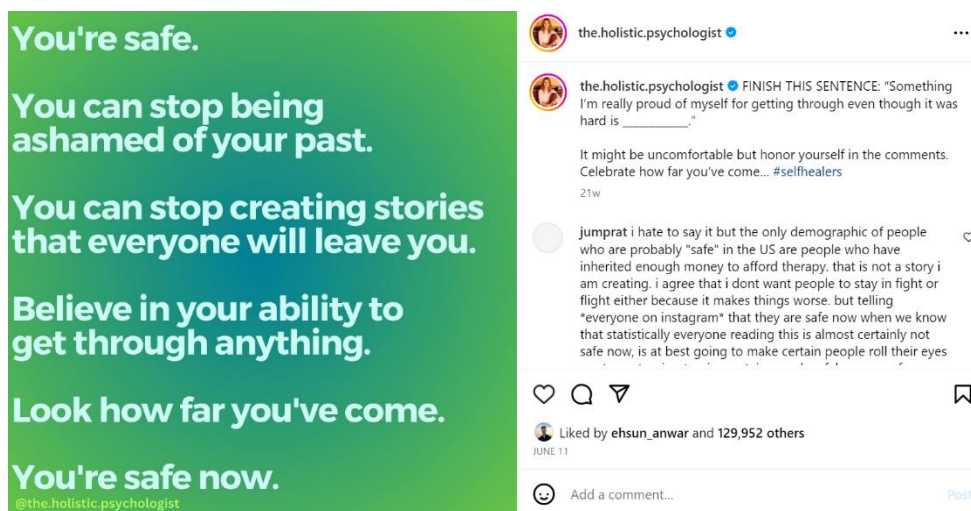 You're safe.
You can stop being
ashamed of your past.
You can stop creating stories
that everyone will leave you.
Believe in your ability to
get through anything.
Look how far you've come.
You're safe now.
@the.holistic.psychologist
the.holistic.psychologist
the.holistic.psychologist FINISH THIS SENTENCE: “Something
I'm really proud of myself for getting through even though it was
hard is ____________.”
It might be uncomfortable but honor yourself in the comments.
Celebrate how far you've come... #selfhealers
21w
jumprat i hate to say it but the only demographic of people
who are probably "safe" in the US are people who have
inherited enough money to afford therapy. that is not a story i
am creating. i agree that i dont want people to stay in fight or
flight either because it makes things worse. but telling
*everyone on instagram* that they are safe now when we know
that statistically everyone reading this is almost certainly not
safe now, is at best going to make certain people roll their eyes
Liked by ehsun_anwar and 129,952 others
JUNE 11
Add a comment...
Post